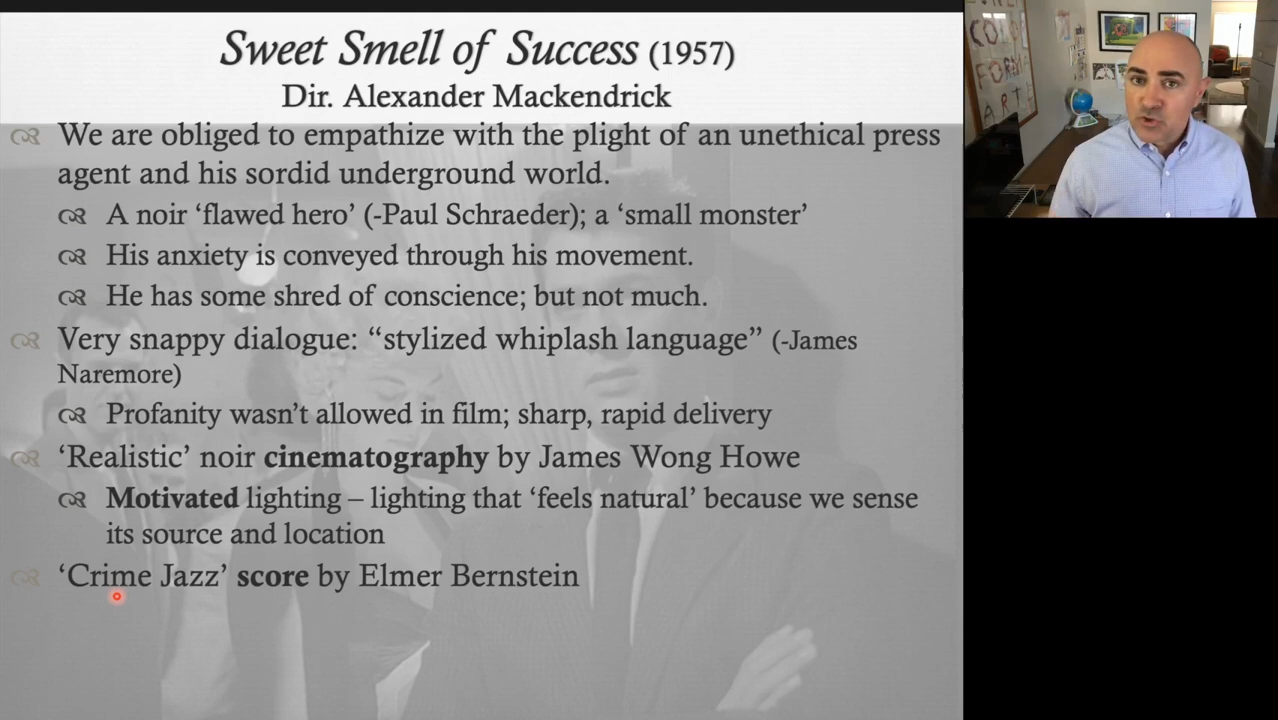 Sweet Smell of Success (1957)
Dir. Alexander Mackendrick
We are obliged to empathize with the plight of an unethical press
agent and his sordid underground world.
A noir ‘flawed hero’ (-Paul Schraeder); a ‘small monster’
His anxiety is conveyed through his movement.
He has some shred of conscience; but not much.
Very snappy dialogue: “stylized whiplash language” (-James
Naremore)
Profanity wasn’t allowed in film; sharp, rapid delivery
‘Realistic’ noir cinematography by James Wong Howe
Motivated lighting – lighting that ‘feels natural’ because we sense
its source and location
‘Crime Jazz’ score by Elmer Bernstein
COLOR
FORM
ART